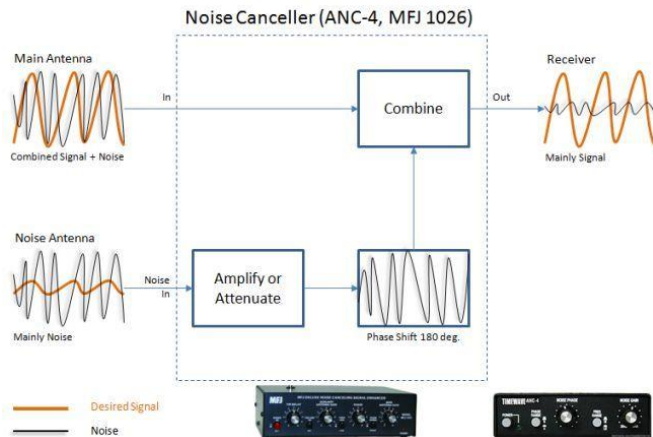 Noise Canceller (ANC-4, MFJ 1026)
Main Antenna
In
Combine
Out
Receiver
Combined Signal + Noise
Mainly Signal
Noise Antenna
Noise
In
Amplify or
Attenuate
Mainly Noise
Phase Shift 180 deg.
Desired Signal
Noise
MFJ
TIMEWAVE ANC-4
NOISE PHASE
NOISE GAIN
POWER